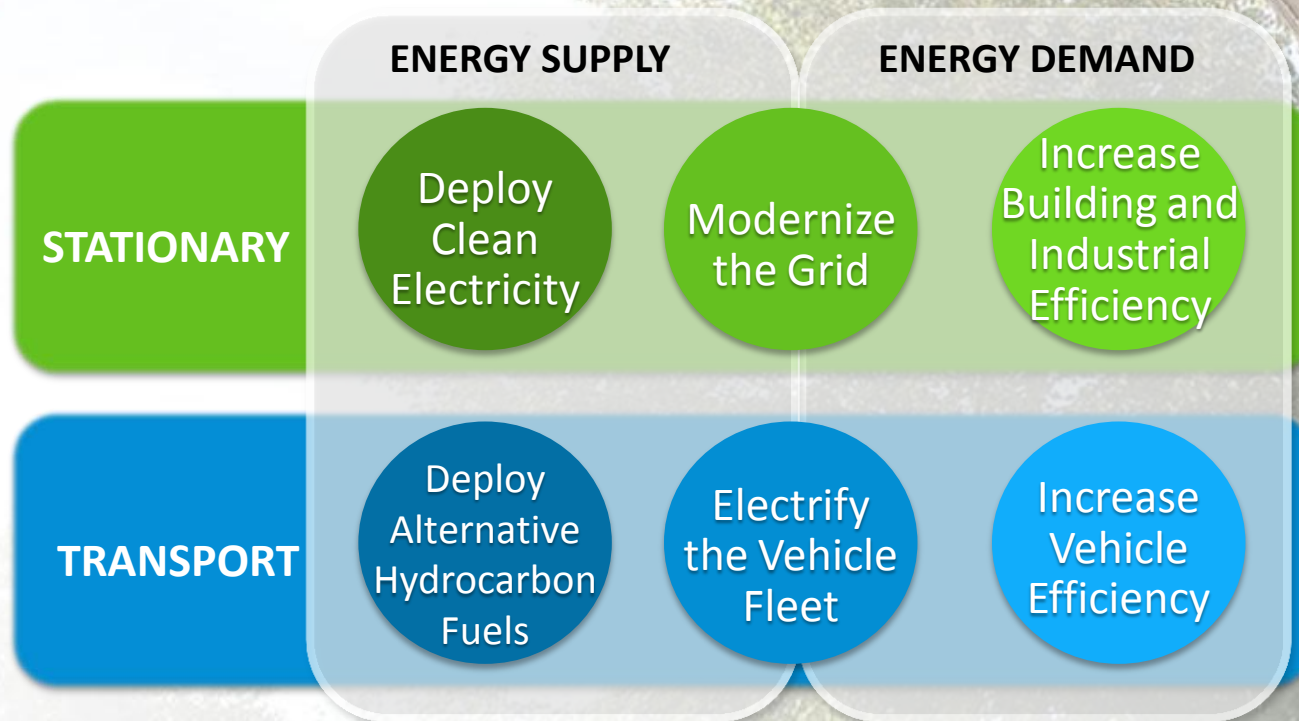 ENERGY SUPPLY
ENERGY DEMAND
STATIONARY
Deploy
Clean
Electricity
Modernize
the Grid
Increase
Building and
Industrial
Efficiency
TRANSPORT
Deploy
Alternative
Hydrocarbon
Fuels
Electrify
the Vehicle
Fleet
Increase
Vehicle
Efficiency